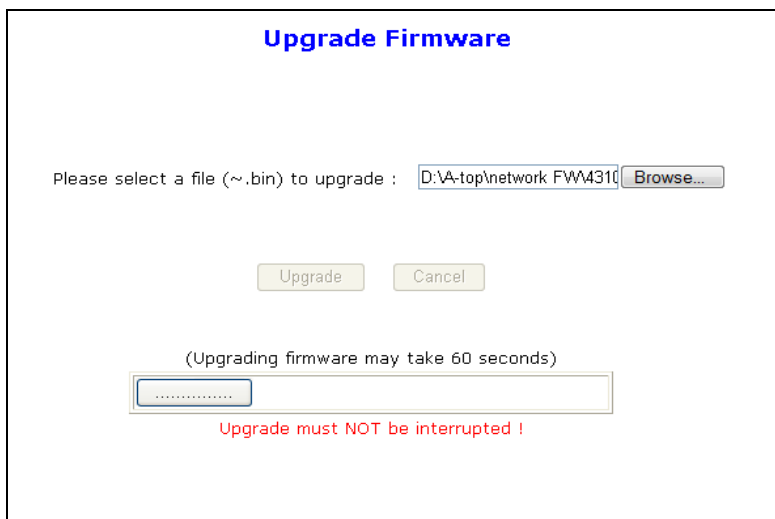 Upgrade Firmware
Please select a file (~.bin) to upgrade : D:\A-top\network FW\4310 Browse...
Upgrade Cancel
(Upgrading firmware may take 60 seconds)
...............
Upgrade must NOT be interrupted !